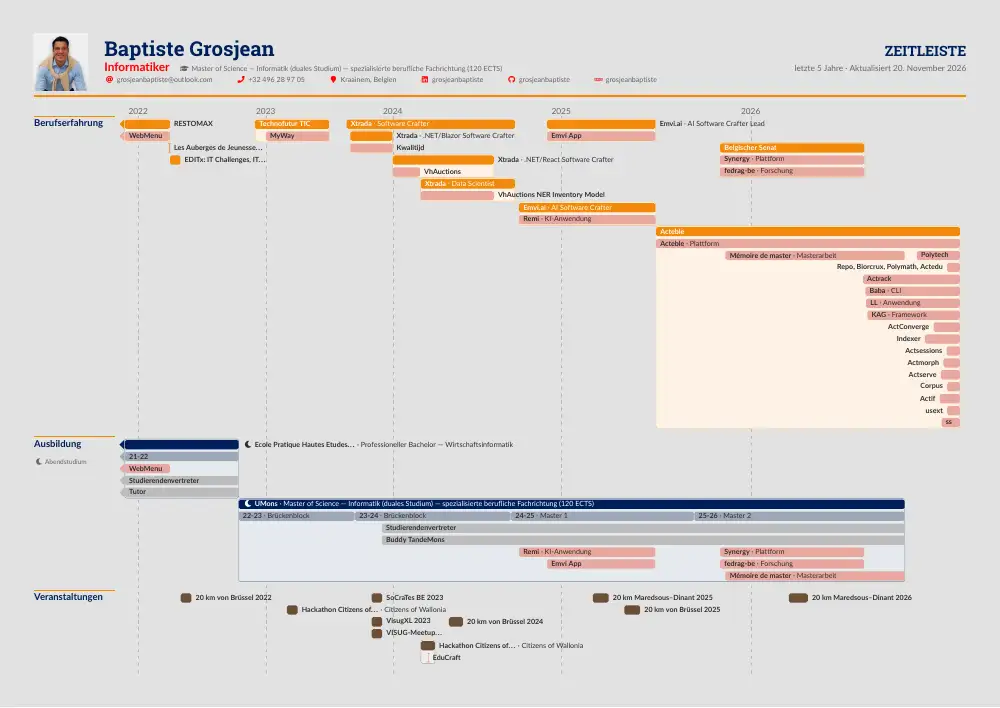 Baptiste Grosjean
ZEITLEISTE
Informatiker Master of Science — Informatik (duales Studium) — spezialisierte berufliche Fachrichtung (120 ECTS)
letzte 5 Jahre · Aktualisiert 20. November 2026
grosjeanbaptiste@outlook.com +32 496 28 97 05 Kraainem, Belgien grosjeanbaptiste grosjeanbaptiste grosjeanbaptiste
2022 2023 2024 2025 2026
Berufserfahrung
RESTOMAX
Technofutur TIC
Xtrada · Software Crafter
Emvi.ai · AI Software Crafter Lead
WebMenu
MyWay
Xtrada · .NET/Blazor Software Crafter
Emvi App
Les Auberges de Jeunesse...
Kwalitijd
Belgischer Senat
EDITx: IT Challenges, IT...
Xtrada · .NET/React Software Crafter
Synergy · Plattform
VhAuctions
fedrag-be · Forschung
Xtrada · Data Scientist
VhAuctions NER Inventory Model
Emvi.ai · AI Software Crafter
Remi · KI-Anwendung
Acteble
Acteble · Plattform
Mémoire de master · Masterarbeit
Polytech
Repo, Biorcrux, Polymath, Actedu
Actrack
Baba · CLI
LL · Anwendung
KAG · Framework
ActConverge
Indexer
Actsessions
Actmorph
Actserve
Corpus
Actif
usext
ss
Ausbildung
Ecole Pratique Hautes Etudes... · Professioneller Bachelor — Wirtschaftsinformatik
Abendstudium
21-22
WebMenu
Studierendenvertreter
Tutor
UMons · Master of Science — Informatik (duales Studium) — spezialisierte berufliche Fachrichtung (120 ECTS)
22-23 · Brückenblock 23-24 · Brückenblock 24-25 · Master 1 25-26 · Master 2
Studierendenvertreter
Buddy TandeMons
Remi · KI-Anwendung
Synergy · Plattform
Emvi App
fedrag-be · Forschung
Mémoire de master · Masterarbeit
Veranstaltungen
20 km von Brüssel 2022
SoCraTes BE 2023
20 km Maredsous–Dinant 2025
20 km Maredsous–Dinant 2026
Hackathon Citizens of... · Citizens of Wallonia
20 km von Brüssel 2025
VisugXL 2023
20 km von Brüssel 2024
VISUG-Meetup...
Hackathon Citizens of... · Citizens of Wallonia
EduCraft